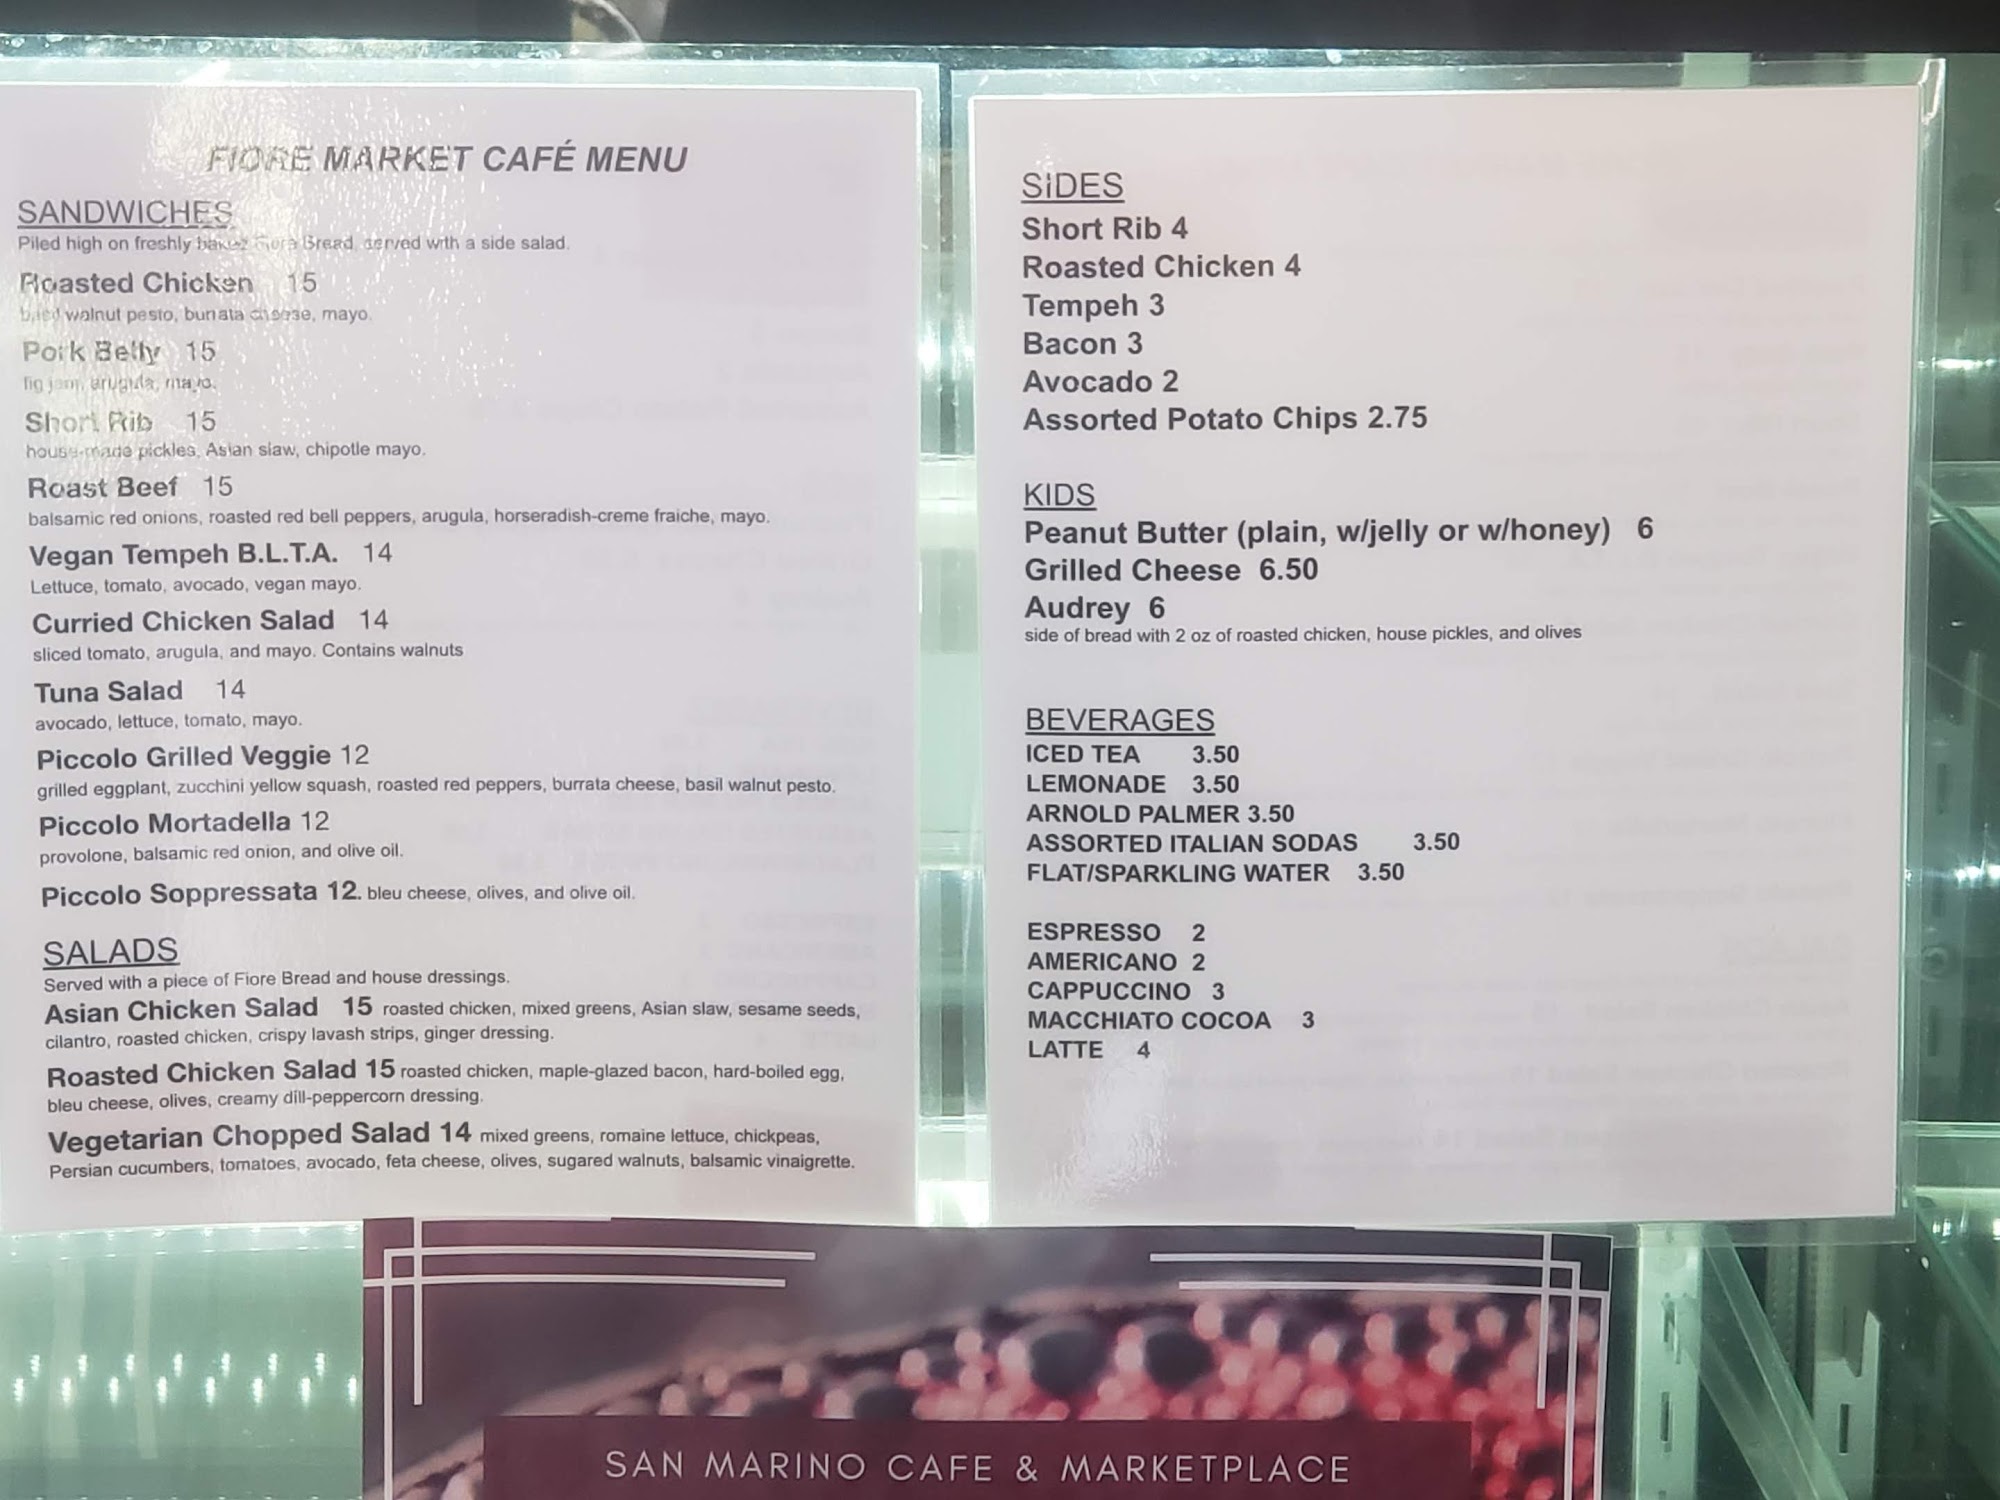 FIORE MARKET CAFÉ MENU
SANDWICHES
Piled high on freshly baked Fiore Bread, served with a side salad.
Roasted Chicken 15
basil walnut pesto, burrata cheese, mayo.
Pork Belly 15
fig jam, arugula, mayo.
Short Rib 15
house-made pickles, Asian slaw, chipotle mayo.
Roast Beef 15
balsamic red onions, roasted red bell peppers, arugula, horseradish-creme fraiche, mayo.
Vegan Tempeh B.L.T.A. 14
Lettuce, tomato, avocado, vegan mayo.
Curried Chicken Salad 14
sliced tomato, arugula, and mayo. Contains walnuts
Tuna Salad 14
avocado, lettuce, tomato, mayo.
Piccolo Grilled Veggie 12
grilled eggplant, zucchini yellow squash, roasted red peppers, burrata cheese, basil walnut pesto.
Piccolo Mortadella 12
provolone, balsamic red onion, and olive oil.
Piccolo Soppressata 12. bleu cheese, olives, and olive oil.
SALADS
Served with a piece of Fiore Bread and house dressings.
Asian Chicken Salad 15 roasted chicken, mixed greens, Asian slaw, sesame seeds,
cilantro, roasted chicken, crispy lavash strips, ginger dressing.
Roasted Chicken Salad 15 roasted chicken, maple-glazed bacon, hard-boiled egg,
bleu cheese, olives, creamy dill-peppercorn dressing.
Vegetarian Chopped Salad 14 mixed greens, romaine lettuce, chickpeas,
Persian cucumbers, tomatoes, avocado, feta cheese, olives, sugared walnuts, balsamic vinaigrette.
SIDES
Short Rib 4
Roasted Chicken 4
Tempeh 3
Bacon 3
Avocado 2
Assorted Potato Chips 2.75
KIDS
Peanut Butter (plain, w/jelly or w/honey) 6
Grilled Cheese 6.50
Audrey 6
side of bread with 2 oz of roasted chicken, house pickles, and olives
BEVERAGES
ICED TEA 3.50
LEMONADE 3.50
ARNOLD PALMER 3.50
ASSORTED ITALIAN SODAS 3.50
FLAT/SPARKLING WATER 3.50
ESPRESSO 2
AMERICANO 2
CAPPUCCINO 3
MACCHIATO COCOA 3
LATTE 4
SAN MARINO CAFE & MARKETPLACE